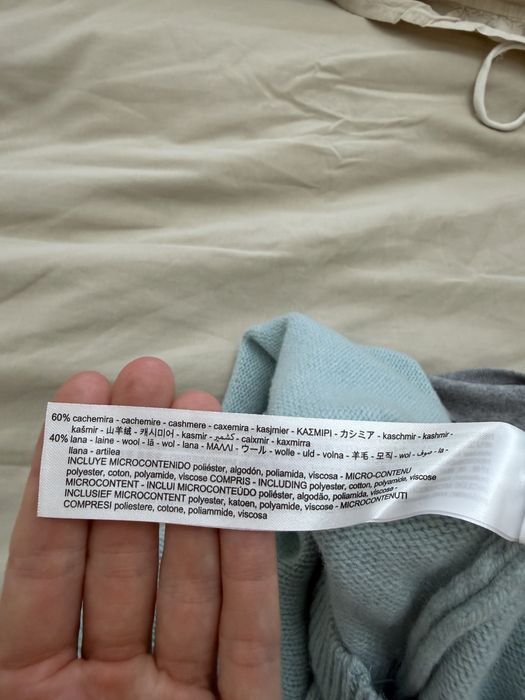 60% cachemira - cachemire - cashmere - caxemira - kasjmier - ΚΑΣΜΙΡΙ - カシミア - kaschmir - kashmir -
kašmir - 山羊绒 - 캐시미어 - kasmir - كشمير - caixmir - kaxmirra
40% lana - laine - wool - lã - wol - lana - ΜΑΛΛΙ - ウール - wolle - uld - volna - 羊毛 - 모직 - wol - صوف - la -
llana - artilea
INCLUYE MICROCONTENIDO poliéster, algodón, poliamida, viscosa - MICRO-CONTENU
polyester, coton, polyamide, viscose COMPRIS - INCLUDING polyester, cotton, polyamide, viscose
MICROCONTENT - INCLUI MICROCONTEÚDO poliéster, algodão, poliamida, viscose -
INCLUSIEF MICROCONTENT polyester, katoen, polyamide, viscose - MICROCONTENUTI
COMPRESI poliestere, cotone, poliammide, viscosa